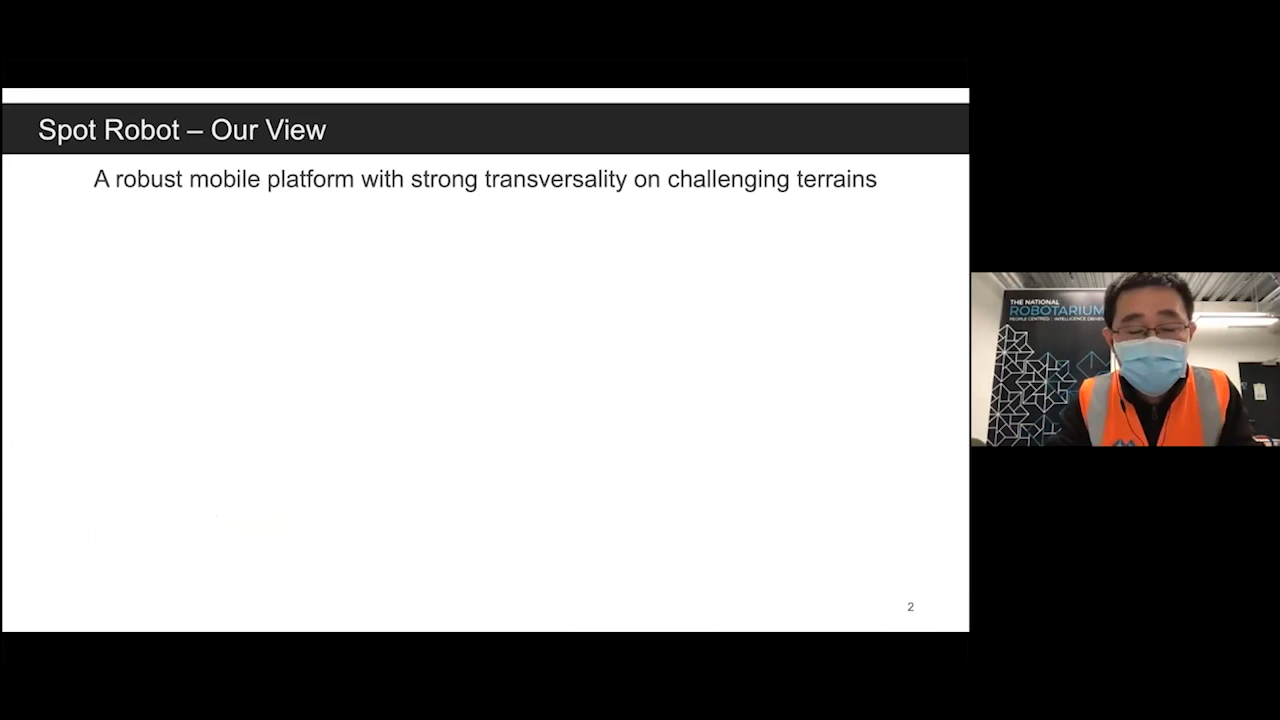 Spot Robot – Our View
A robust mobile platform with strong transversality on challenging terrains
2
THE NATIONAL
ROBOTARIUM
PEOPLE CENTRED | INTELLIGENCE DRIVEN